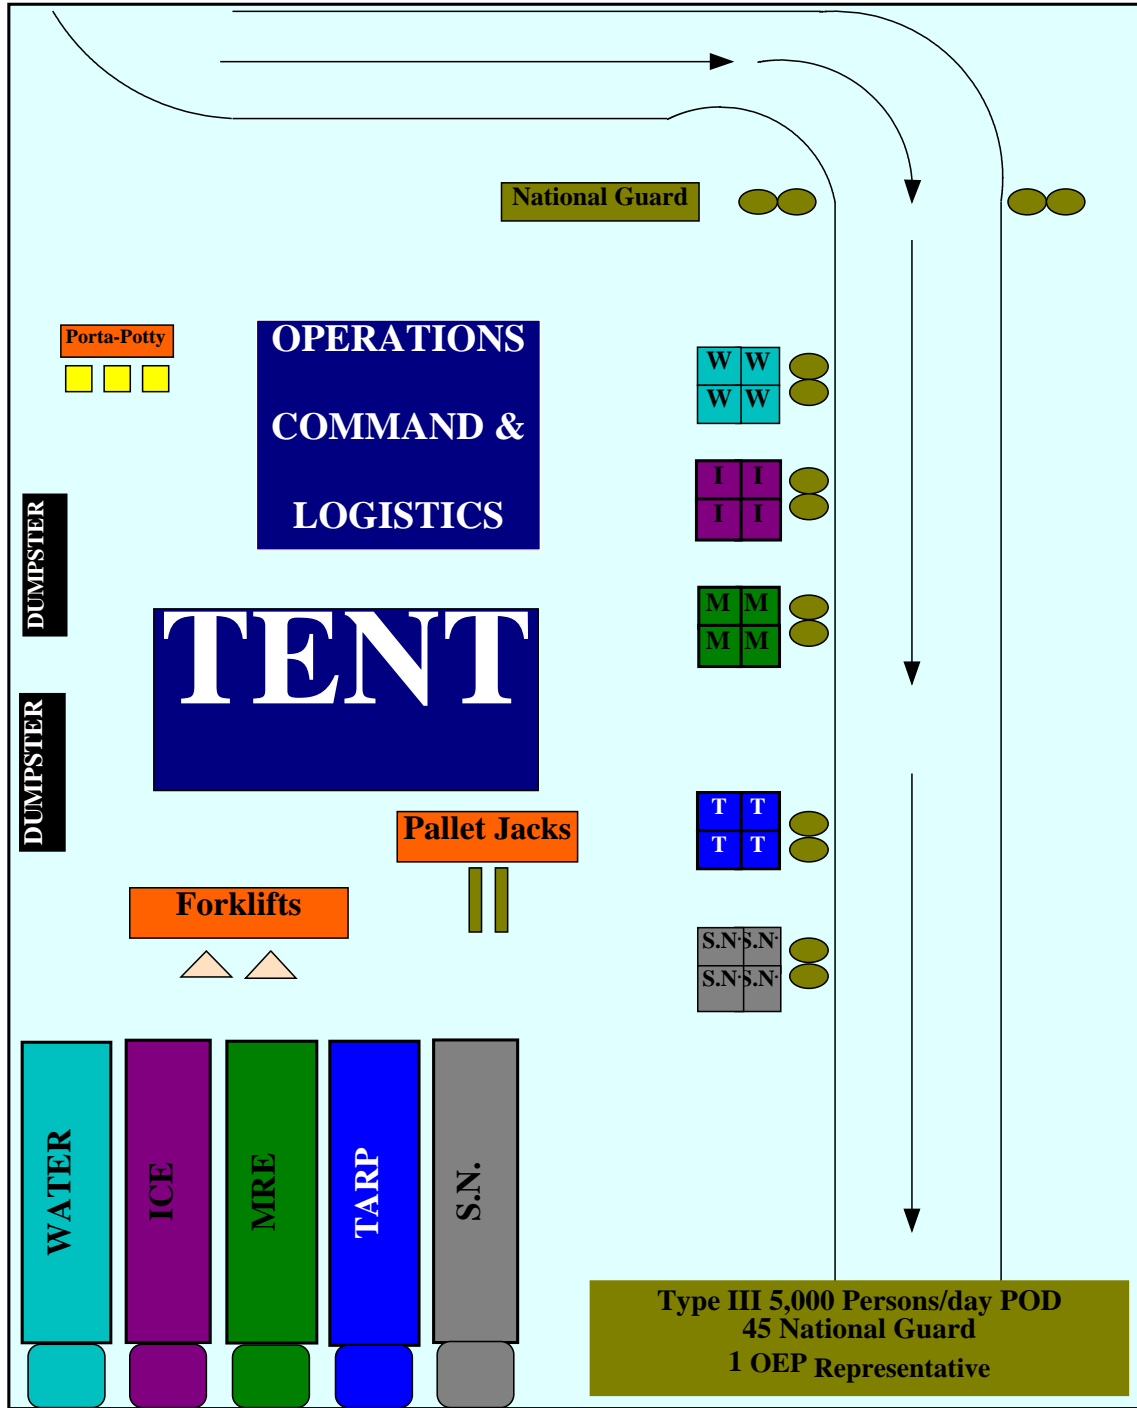 National Guard
Porta-Potty
OPERATIONS
COMMAND &
LOGISTICS
W W
W W
I I
I I
M M
M M
DUMPSTER
TENT
DUMPSTER
T T
T T
Pallet Jacks
Forklifts
S.N. S.N.
S.N. S.N.
WATER
ICE
MRE
TARP
S.N.
Type III 5,000 Persons/day POD
45 National Guard
1 OEP Representative